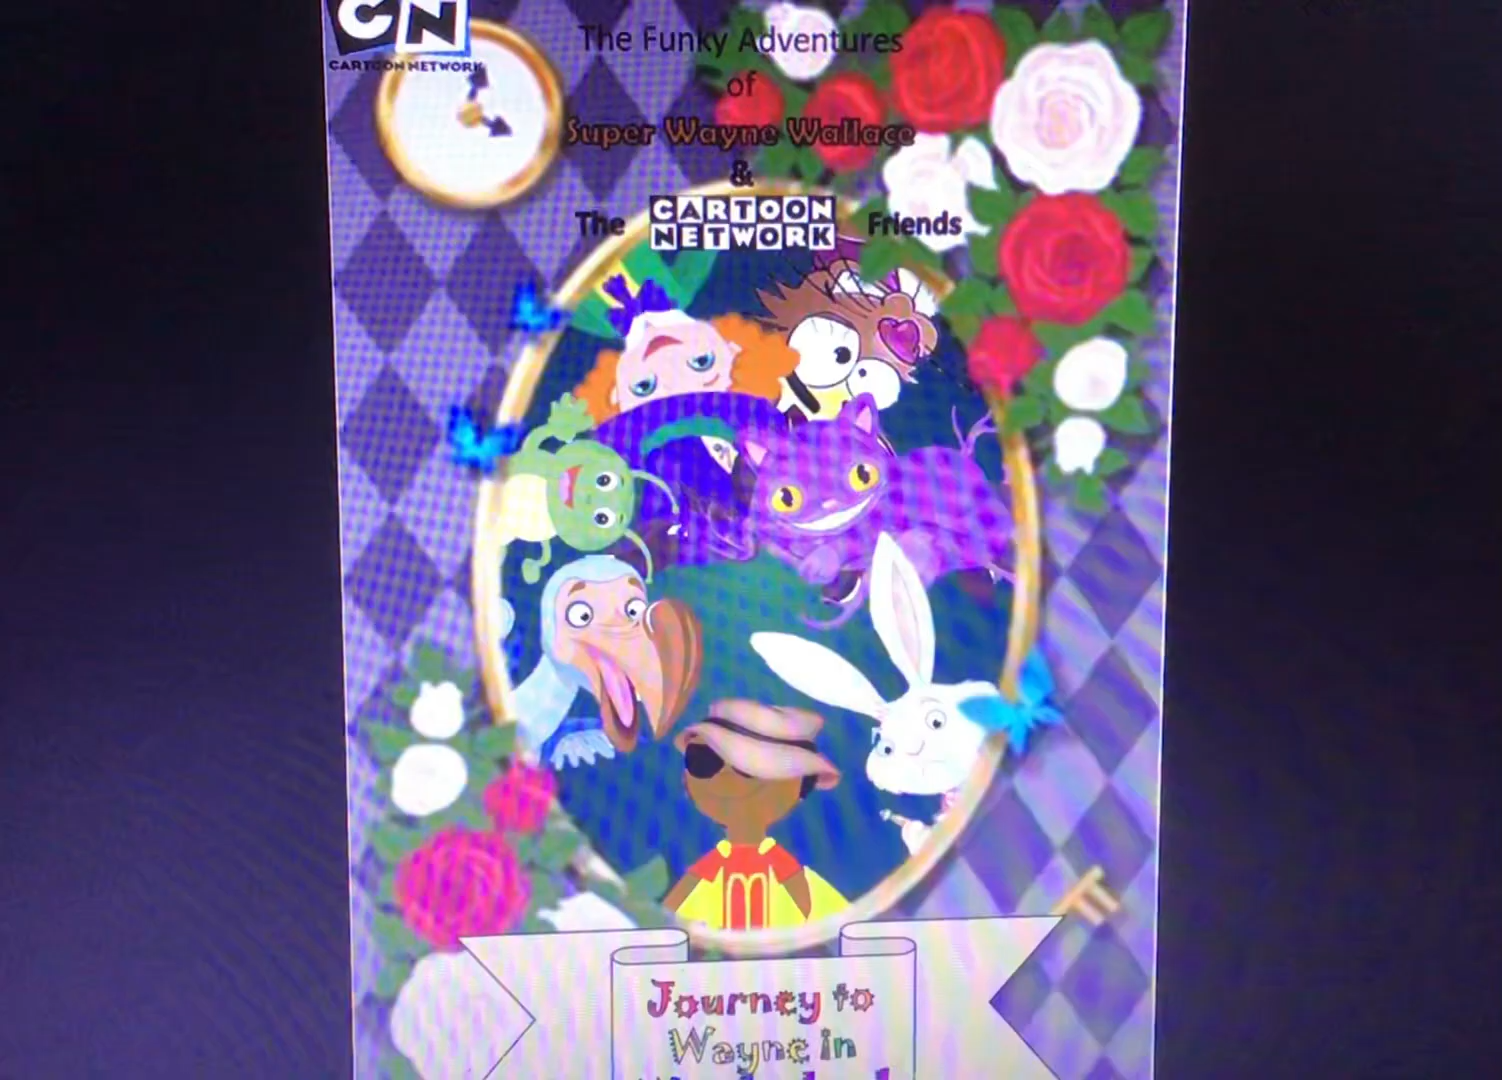 CN
CARTOON NETWORK
The Funky Adventures
of
Super Wayne Wallace
&
The CARTOON NETWORK Friends
Journey to
Wayne in